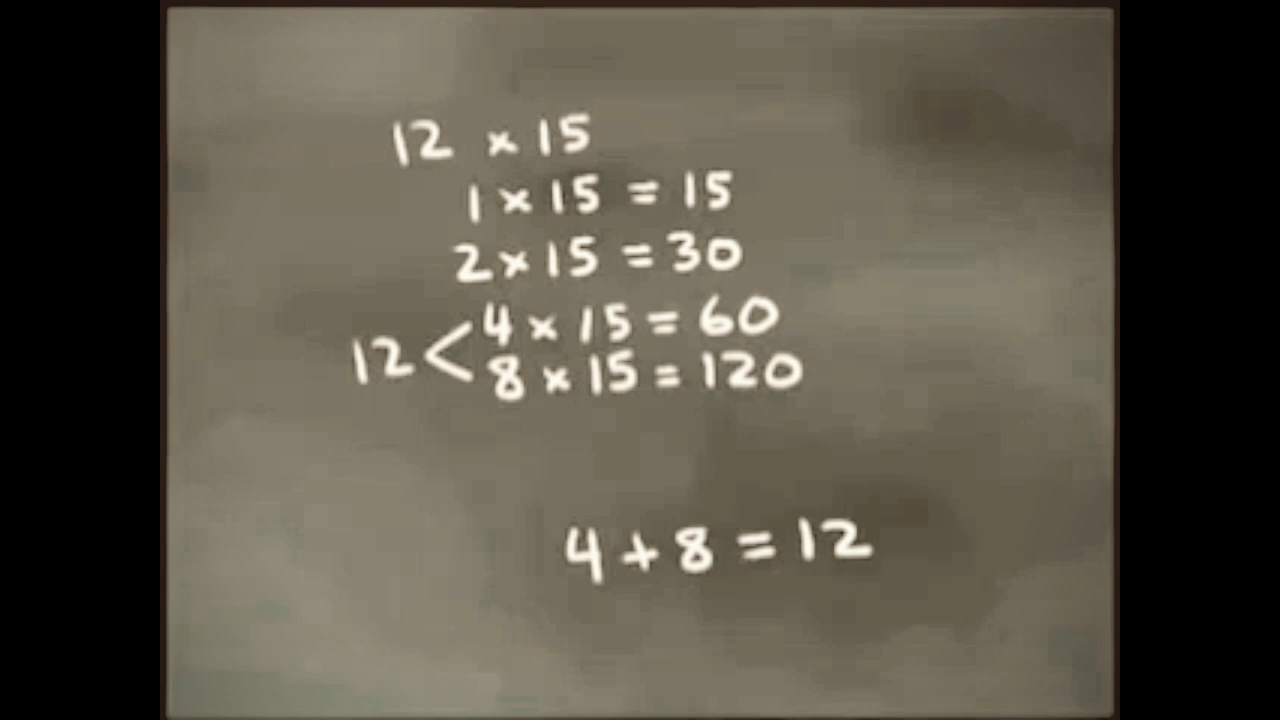 12 × 15
1 × 15 = 15
2 × 15 = 30
12 < 4 × 15 = 60
8 × 15 = 120
4 + 8 = 12